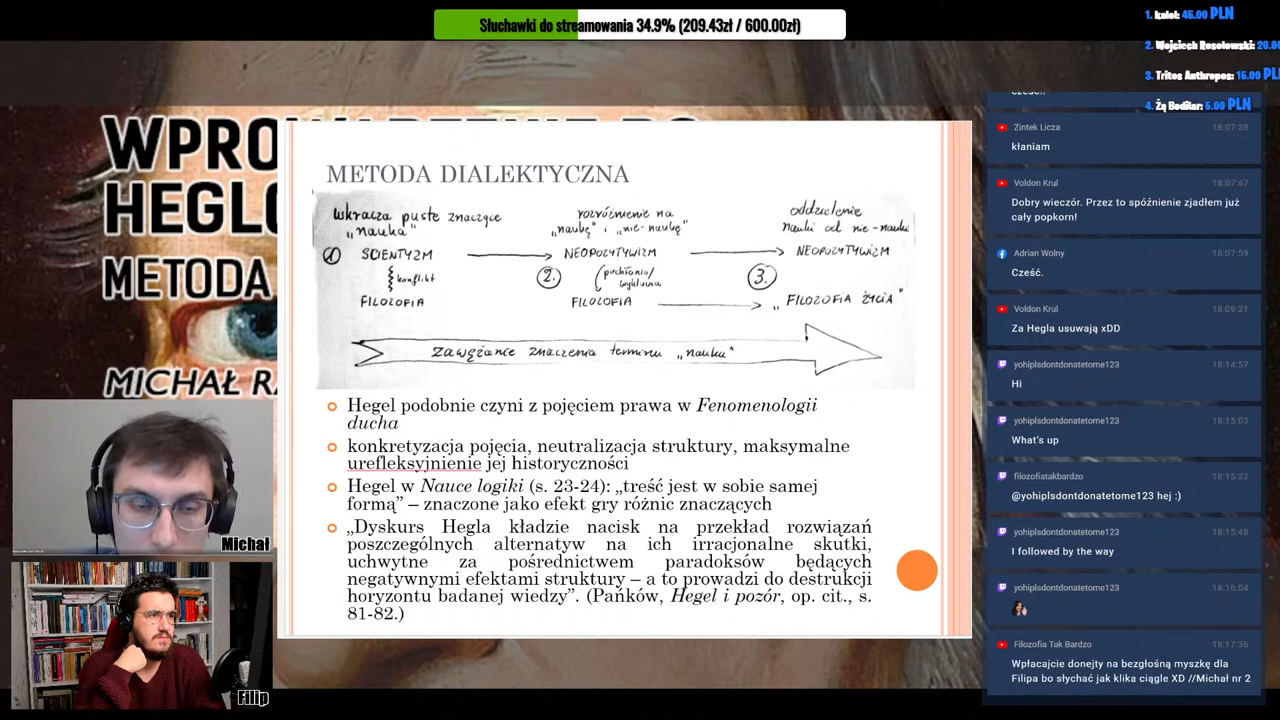 Słuchawki do streamowania 34.9% (209.43zł / 600.00zł)
1. kalel: 45.00 PLN
2. Wojciech Rosołowski: 20.00
3. Tritos Anthropos: 15.00 PLN
4. Żą Bodllar: 5.00 PLN
WPRO
HEGL
METODA
MICHAŁ RA
METODA DIALEKTYCZNA
wkracza puste znaczące
„nauka"
rozróżnienie na
„naukę" i „nie-naukę"
oddzielenie
nauki od nie-nauki
① SCIENTYZM
NEOPOZYTYWIZM
NEOPOZYTYWIZM
konflikt
2.
pochłania/
wyklucza
3.
FILOZOFIA
FILOZOFIA
„FILOZOFIA ŻYCIA"
zawężanie znaczenia terminu „nauka"
Hegel podobnie czyni z pojęciem prawa w Fenomenologii
ducha
konkretyzacja pojęcia, neutralizacja struktury, maksymalne
urefleksyjnienie jej historyczności
Hegel w Nauce logiki (s. 23-24): „treść jest w sobie samej
formą” – znaczone jako efekt gry różnic znaczących
„Dyskurs Hegla kładzie nacisk na przekład rozwiązań
poszczególnych alternatyw na ich irracjonalne skutki,
uchwytne za pośrednictwem paradoksów będących
negatywnymi efektami struktury – a to prowadzi do destrukcji
horyzontu badanej wiedzy”. (Pańków, Hegel i pozór, op. cit., s.
81-82.)
Michał
Filip
Zintek Licza 18:07:38
kłaniam
Voldon Krul 18:07:47
Dobry wieczór. Przez to spóźnienie zjadłem już
cały popkorn!
Adrian Wolny 18:07:59
Cześć.
Voldon Krul 18:09:21
Za Hegla usuwają xDD
yohiplsdontdonatetome123 18:14:57
Hi
yohiplsdontdonatetome123 18:15:03
What's up
filozofiatakbardzo 18:15:32
@yohiplsdontdonatetome123 hej :)
yohiplsdontdonatetome123 18:15:48
I followed by the way
yohiplsdontdonatetome123 18:16:04
Filozofia Tak Bardzo 18:17:36
Wpłacajcie donejty na bezgłośną myszkę dla
Filipa bo słychać jak klika ciągle XD //Michał nr 2